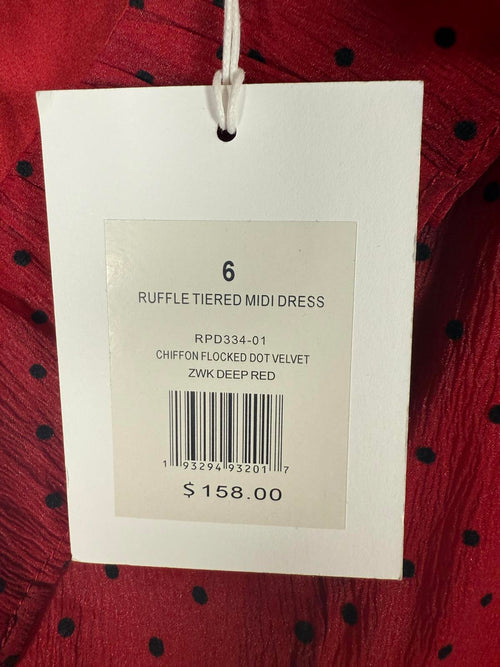 6
RUFFLE TIERED MIDI DRESS
RPD334-01
CHIFFON FLOCKED DOT VELVET
ZWK DEEP RED
1 93294 93201 7
$158.00